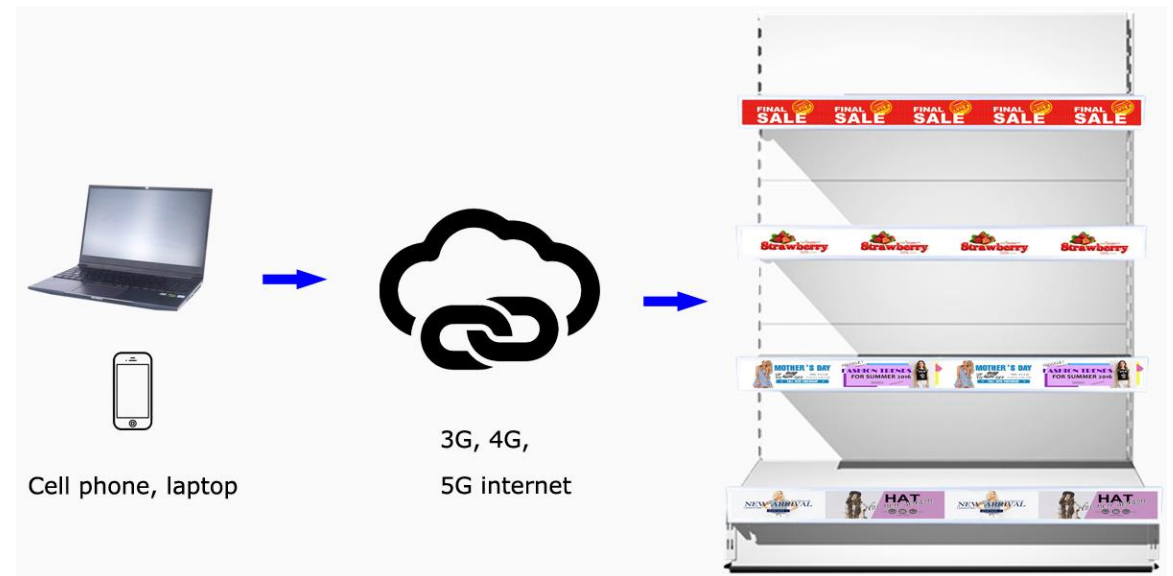 Cell phone, laptop
3G, 4G,
5G internet
FINAL SALE FINAL SALE FINAL SALE FINAL SALE FINAL SALE
Strawberry Strawberry Strawberry Strawberry
MOTHER'S DAY
FASHION TRENDS
FOR SUMMER 2016
MOTHER'S DAY
FASHION TRENDS
FOR SUMMER 2016
NEW ARRIVAL
HAT
NEW ARRIVAL
HAT